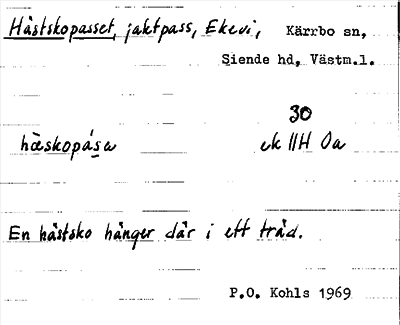 Hästskopasset, jaktpass, Ekevi, Kärrbo sn,
Siende hd, Västm.l.
30
hæskopása ek 11H 0a
En hästsko hänger där i ett träd.
P.O. Kohls 1969